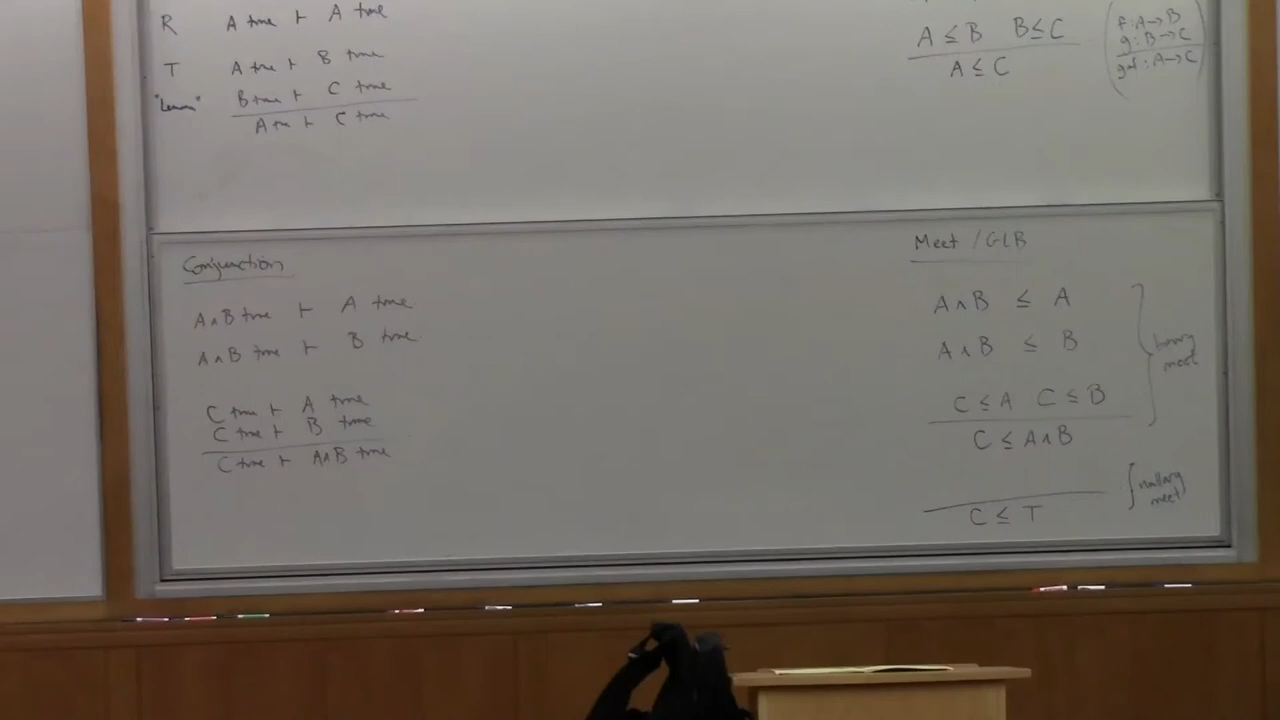 R A true ⊢ A true
T A true ⊢ B true
"Lemma" B true ⊢ C true
A true ⊢ C true
A ≤ B B ≤ C
A ≤ C
f : A → B
g : B → C
gf : A → C
Conjunction
A∧B true ⊢ A true
A∧B true ⊢ B true
C true ⊢ A true
C true ⊢ B true
C true ⊢ A∧B true
Meet / GLB
A∧B ≤ A
A∧B ≤ B
C ≤ A C ≤ B
C ≤ A∧B
binary
meet
C ≤ T
nullary
meet